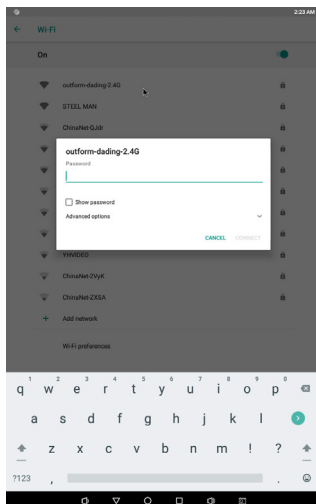 2:23 AM
Wi-Fi
On
outform-dading-2.4G
STEEL MAN
ChinaNet-GJdr
outform-dading-2.4G
Password
Show password
Advanced options
CANCEL CONNECT
YHVIDEO
ChinaNet-2VyK
ChinaNet-ZXSA
+ Add network
Wi-Fi preferences
1 2 3 4 5 6 7 8 9 0
q w e r t y u i o p
a s d f g h j k l
z x c v b n m ! ?
?123 , .